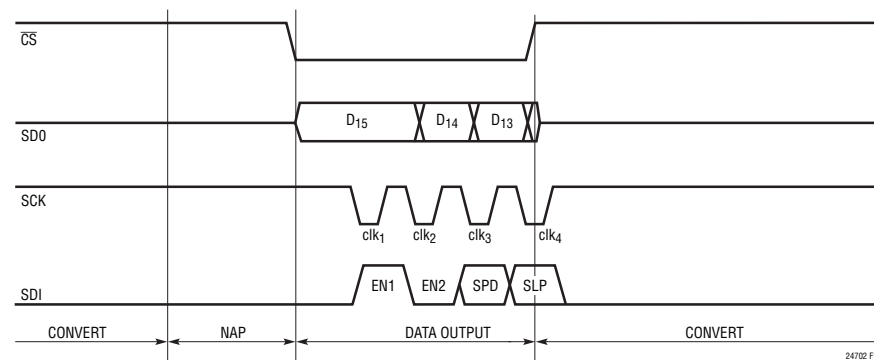 CS
D15 D14 D13
SD0
SCK
clk1 clk2 clk3 clk4
EN1 EN2 SPD SLP
SDI
CONVERT NAP DATA OUTPUT CONVERT
24702 F